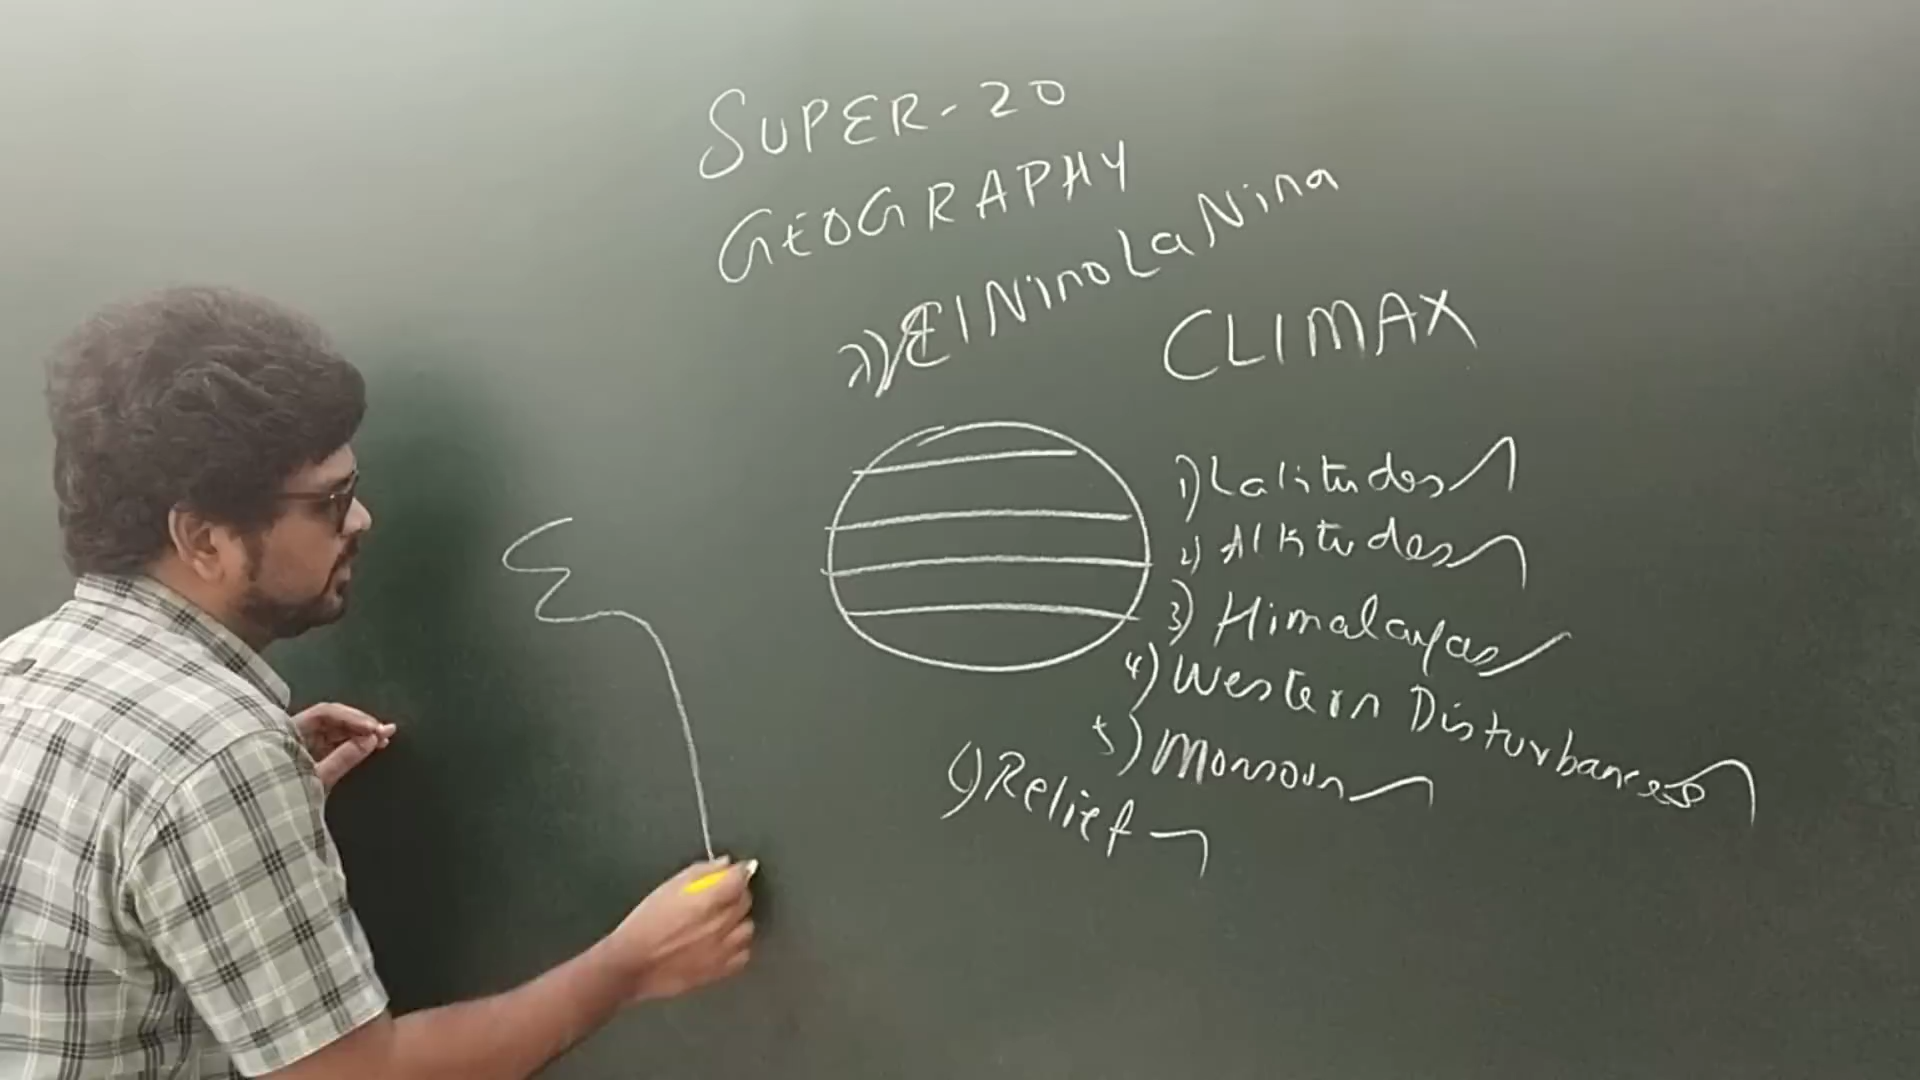 SUPER-20
GEOGRAPHY
7) El Nino La Nina
CLIMAX
1) Latitudes
2) Altitudes
3) Himalayas
4) Western Disturbances
5) Monsoon
6) Relief